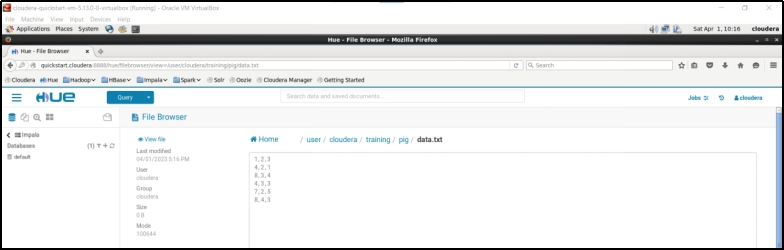 cloudera-quickstart-vm-5.13.0-0-virtualbox [Running] - Oracle VM VirtualBox
File Machine View Input Devices Help
Applications Places System Sat Apr 1, 10:16 cloudera
Hue - File Browser - Mozilla Firefox
Hue - File Browser
quickstart.cloudera:8888/hue/filebrowser/view=/user/cloudera/training/pig/data.txt Search
Cloudera Hue Hadoop HBase Impala Spark Solr Oozie Cloudera Manager Getting Started
HUE Query Search data and saved documents... Jobs cloudera
File Browser
Impala
Databases (1)
default
View file
Last modified
04/01/2023 5:16 PM
User
cloudera
Group
cloudera
Size
0 B
Mode
100644
Home / user / cloudera / training / pig / data.txt
1,2,3
4,2,1
8,3,4
4,3,3
7,2,5
8,4,3